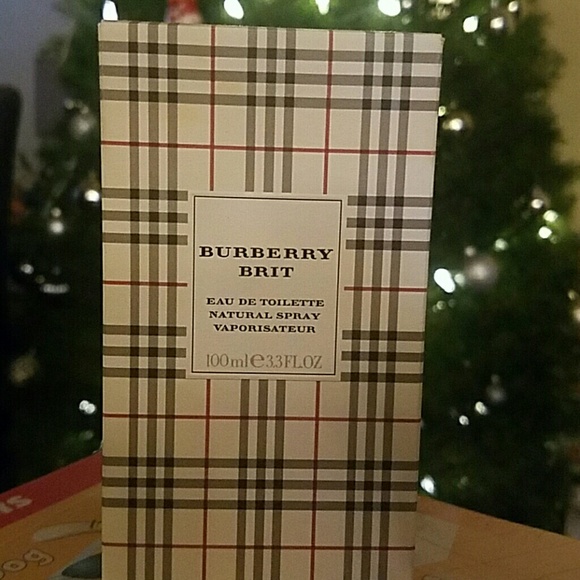 BURBERRY
BRIT
EAU DE TOILETTE
NATURAL SPRAY
VAPORISATEUR
100ml℮3.3FL.OZ